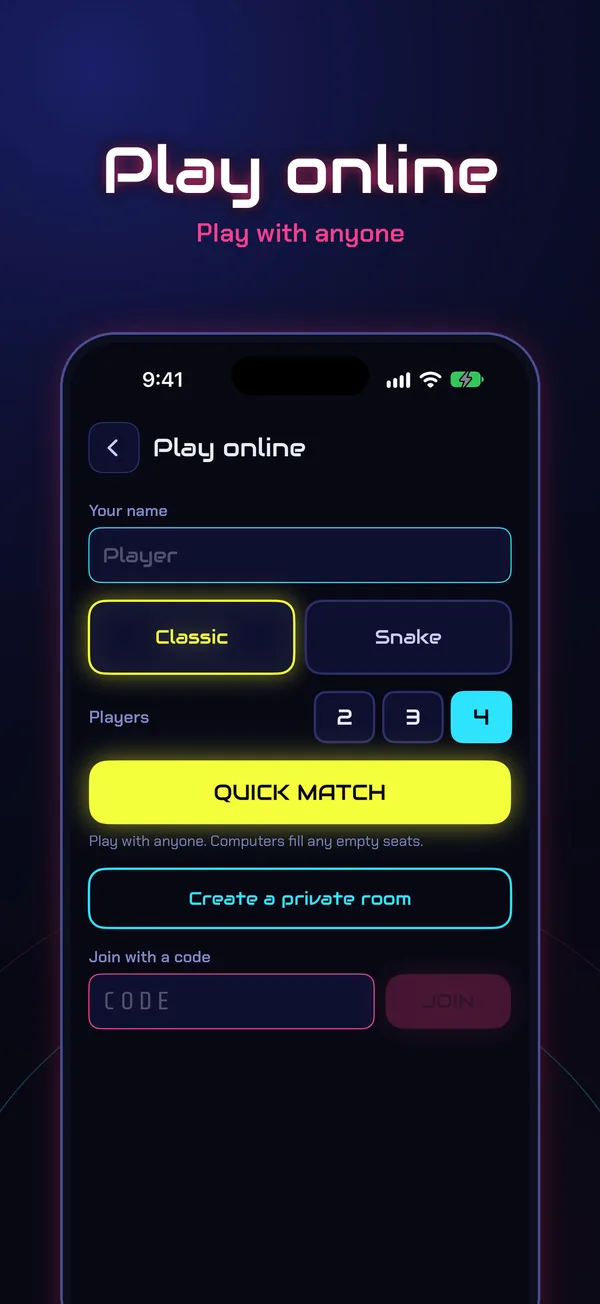 Play online
Play with anyone
9:41
Play online
Your name
Player
Classic Snake
Players 2 3 4
QUICK MATCH
Play with anyone. Computers fill any empty seats.
Create a private room
Join with a code
CODE JOIN